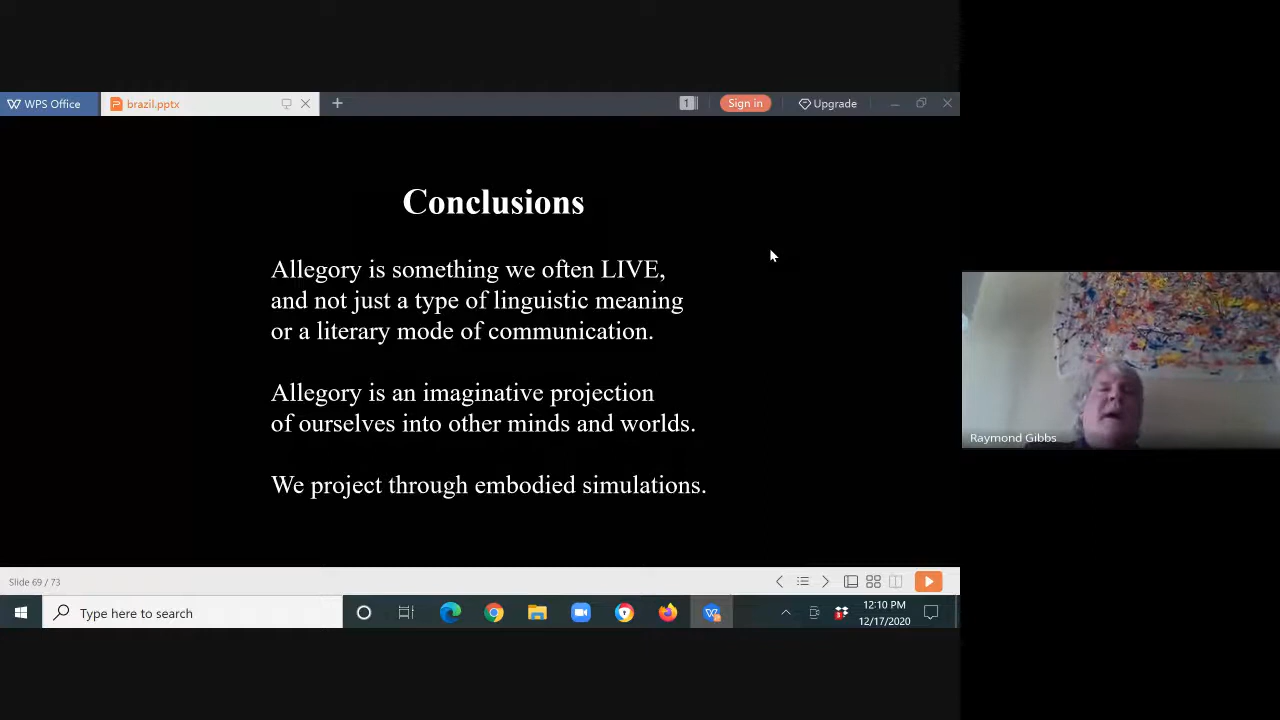 WPS Office
brazil.pptx
1
Sign in
Upgrade
Conclusions
Allegory is something we often LIVE,
and not just a type of linguistic meaning
or a literary mode of communication.
Allegory is an imaginative projection
of ourselves into other minds and worlds.
We project through embodied simulations.
Raymond Gibbs
Slide 69 / 73
Type here to search
12:10 PM
12/17/2020